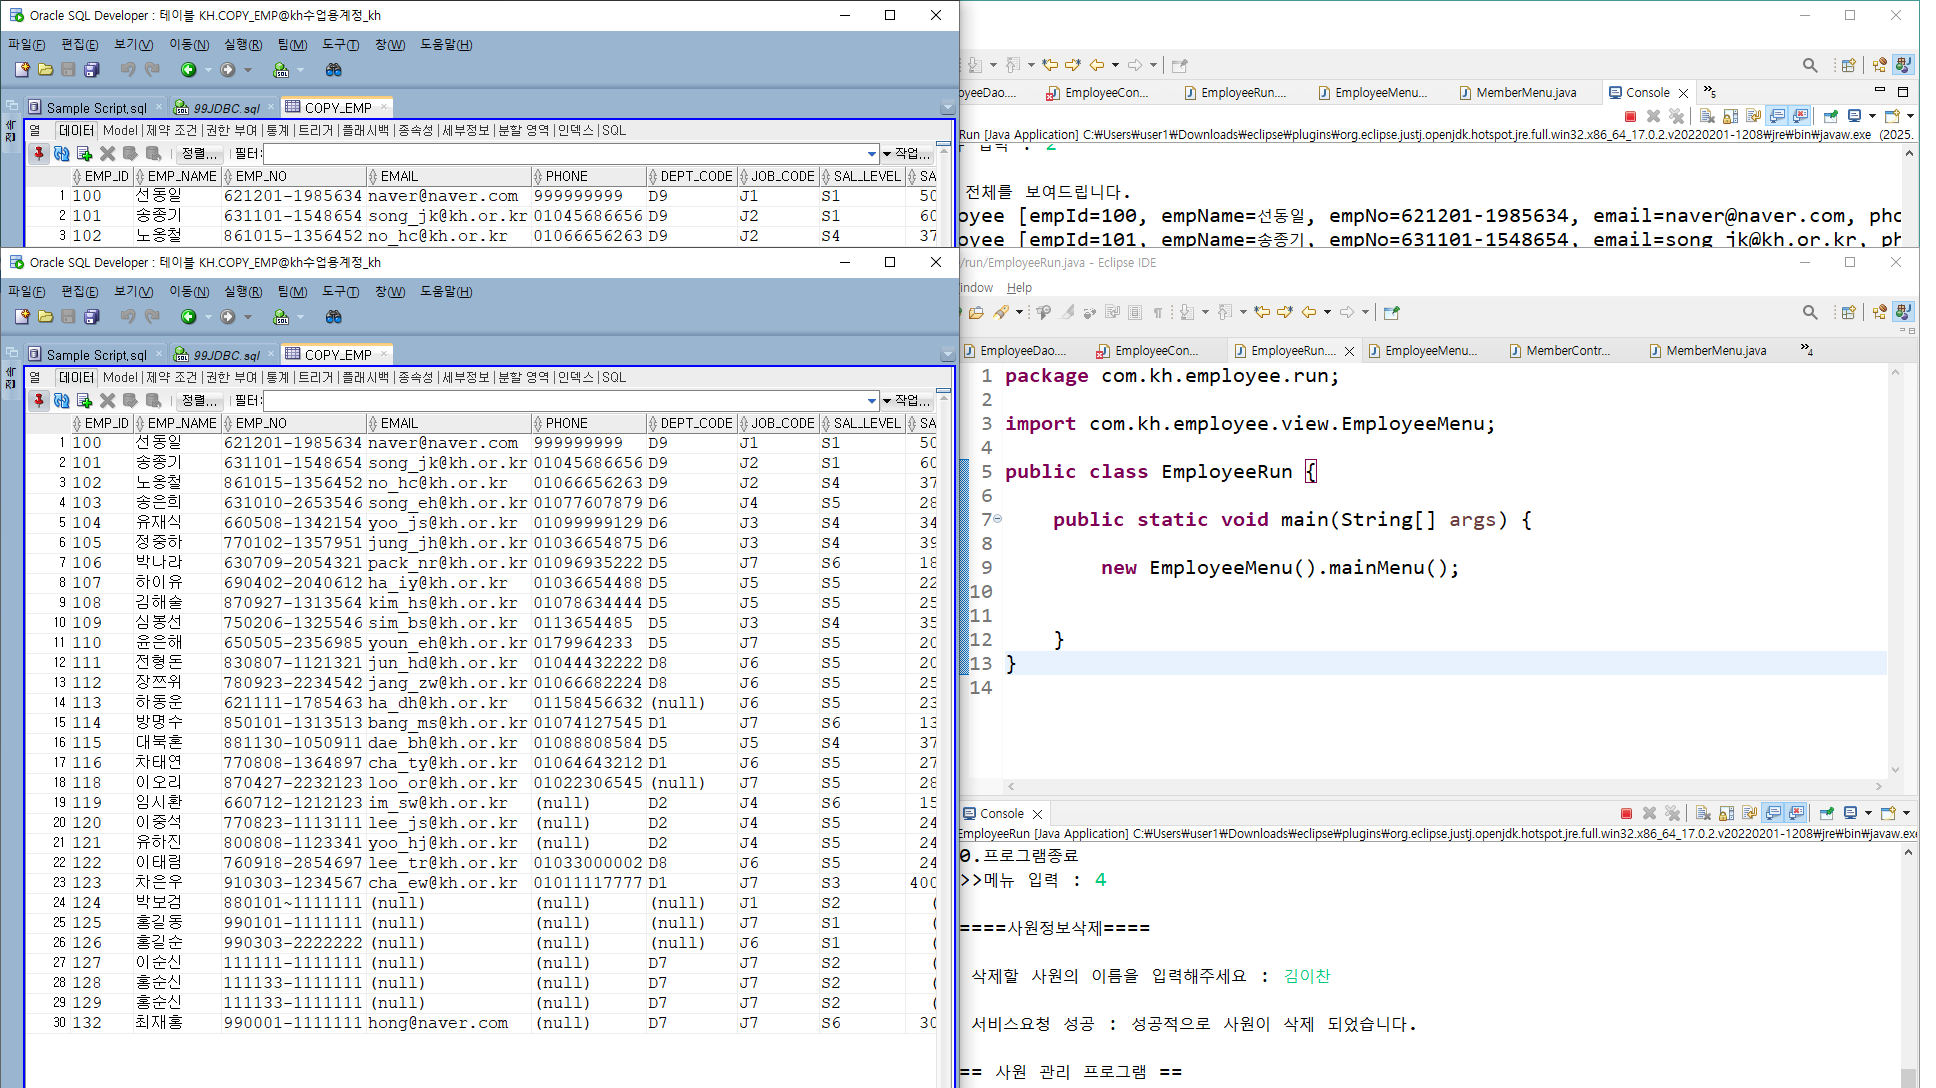 Oracle SQL Developer : 테이블 KH.COPY_EMP@kh수업용계정_kh
파일(F) 편집(E) 보기(V) 이동(N) 실행(R) 팀(M) 도구(T) 창(W) 도움말(H)
Sample Script.sql 99JDBC.sql COPY_EMP
열 데이터 Model 제약 조건 권한 부여 통계 트리거 플래시백 종속성 세부정보 분할 영역 인덱스 SQL
정렬... 필터: 작업...
EMP_ID EMP_NAME EMP_NO EMAIL PHONE DEPT_CODE JOB_CODE SAL_LEVEL SA
1 100 선동일 621201-1985634 naver@naver.com 999999999 D9 J1 S1 50
2 101 송종기 631101-1548654 song_jk@kh.or.kr 01045686656 D9 J2 S1 60
3 102 노옹철 861015-1356452 no_hc@kh.or.kr 01066656263 D9 J2 S4 37
yeeDao.... EmployeeCon... EmployeeRun.... EmployeeMenu... MemberMenu.java Console 5
Run [Java Application] C:₩Users₩user1₩Downloads₩eclipse₩plugins₩org.eclipse.justj.openjdk.hotspot.jre.full.win32.x86_64_17.0.2.v20220201-1208₩jre₩bin₩javaw.exe (2025.
입력 : 2
전체를 보여드립니다.
oyee [empId=100, empName=선동일, empNo=621201-1985634, email=naver@naver.com, pho
oyee [empId=101, empName=송종기, empNo=631101-1548654, email=song_jk@kh.or.kr, ph
Oracle SQL Developer : 테이블 KH.COPY_EMP@kh수업용계정_kh
파일(F) 편집(E) 보기(V) 이동(N) 실행(R) 팀(M) 도구(T) 창(W) 도움말(H)
Sample Script.sql 99JDBC.sql COPY_EMP
열 데이터 Model 제약 조건 권한 부여 통계 트리거 플래시백 종속성 세부정보 분할 영역 인덱스 SQL
정렬... 필터: 작업...
EMP_ID EMP_NAME EMP_NO EMAIL PHONE DEPT_CODE JOB_CODE SAL_LEVEL SA
1 100 선동일 621201-1985634 naver@naver.com 999999999 D9 J1 S1 50
2 101 송종기 631101-1548654 song_jk@kh.or.kr 01045686656 D9 J2 S1 60
3 102 노옹철 861015-1356452 no_hc@kh.or.kr 01066656263 D9 J2 S4 37
4 103 송은희 631010-2653546 song_eh@kh.or.kr 01077607879 D6 J4 S5 28
5 104 유재식 660508-1342154 yoo_js@kh.or.kr 01099999129 D6 J3 S4 34
6 105 정중하 770102-1357951 jung_jh@kh.or.kr 01036654875 D6 J3 S4 39
7 106 박나라 630709-2054321 pack_nr@kh.or.kr 01096935222 D5 J7 S6 18
8 107 하이유 690402-2040612 ha_iy@kh.or.kr 01036654488 D5 J5 S5 22
9 108 김해술 870927-1313564 kim_hs@kh.or.kr 01078634444 D5 J5 S5 25
10 109 심봉선 750206-1325546 sim_bs@kh.or.kr 0113654485 D5 J3 S4 35
11 110 윤은해 650505-2356985 youn_eh@kh.or.kr 0179964233 D5 J7 S5 20
12 111 전형돈 830807-1121321 jun_hd@kh.or.kr 01044432222 D8 J6 S5 20
13 112 장쯔위 780923-2234542 jang_zw@kh.or.kr 01066682224 D8 J6 S5 25
14 113 하동운 621111-1785463 ha_dh@kh.or.kr 01158456632 (null) J6 S5 23
15 114 방명수 850101-1313513 bang_ms@kh.or.kr 01074127545 D1 J7 S6 13
16 115 대북혼 881130-1050911 dae_bh@kh.or.kr 01088808584 D5 J5 S4 37
17 116 차태연 770808-1364897 cha_ty@kh.or.kr 01064643212 D1 J6 S5 27
18 118 이오리 870427-2232123 loo_or@kh.or.kr 01022306545 (null) J7 S5 28
19 119 임시환 660712-1212123 im_sw@kh.or.kr (null) D2 J4 S6 15
20 120 이중석 770823-1113111 lee_js@kh.or.kr (null) D2 J4 S5 24
21 121 유하진 800808-1123341 yoo_hj@kh.or.kr (null) D2 J4 S5 24
22 122 이태림 760918-2854697 lee_tr@kh.or.kr 01033000002 D8 J6 S5 24
23 123 차은우 910303-1234567 cha_ew@kh.or.kr 01011117777 D1 J7 S3 400
24 124 박보검 880101~1111111 (null) (null) (null) J1 S2 (
25 125 홍길동 990101-1111111 (null) (null) (null) J7 S1 (
26 126 홍길순 990303-2222222 (null) (null) (null) J6 S1 (
27 127 이순신 111111-1111111 (null) (null) D7 J7 S2 (
28 128 홍순신 111133-1111111 (null) (null) D7 J7 S2 (
29 129 홍순신 111133-1111111 (null) (null) D7 J7 S2 (
30 132 최재홍 990001-1111111 hong@naver.com (null) D7 J7 S6 30
/run/EmployeeRun.java - Eclipse IDE
indow Help
EmployeeDao.... EmployeeCon... EmployeeRun.... EmployeeMenu... MemberContr... MemberMenu.java 4
1 package com.kh.employee.run;
2
3 import com.kh.employee.view.EmployeeMenu;
4
5 public class EmployeeRun {
6
7 public static void main(String[] args) {
8
9 new EmployeeMenu().mainMenu();
10
11
12 }
13 }
14
Console
EmployeeRun [Java Application] C:₩Users₩user1₩Downloads₩eclipse₩plugins₩org.eclipse.justj.openjdk.hotspot.jre.full.win32.x86_64_17.0.2.v20220201-1208₩jre₩bin₩javaw.exe
0.프로그램종료
>>메뉴 입력 : 4
====사원정보삭제====
삭제할 사원의 이름을 입력해주세요 : 김이찬
서비스요청 성공 : 성공적으로 사원이 삭제 되었습니다.
== 사원 관리 프로그램 ==